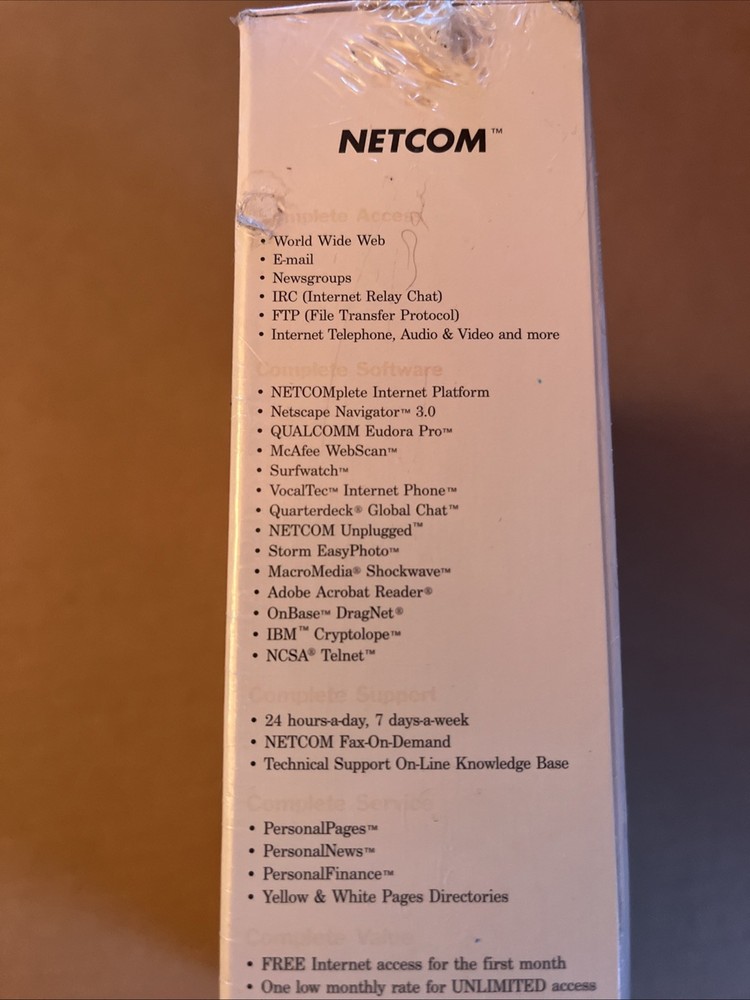 NETCOM™
Complete Access
• World Wide Web
• E-mail
• Newsgroups
• IRC (Internet Relay Chat)
• FTP (File Transfer Protocol)
• Internet Telephone, Audio & Video and more
Complete Software
• NETCOMplete Internet Platform
• Netscape Navigator™ 3.0
• QUALCOMM Eudora Pro™
• McAfee WebScan™
• Surfwatch™
• VocalTec™ Internet Phone™
• Quarterdeck® Global Chat™
• NETCOM Unplugged™
• Storm EasyPhoto™
• MacroMedia® Shockwave™
• Adobe Acrobat Reader®
• OnBase™ DragNet®
• IBM™ Cryptolope™
• NCSA® Telnet™
Complete Support
• 24 hours-a-day, 7 days-a-week
• NETCOM Fax-On-Demand
• Technical Support On-Line Knowledge Base
Complete Service
• PersonalPages™
• PersonalNews™
• PersonalFinance™
• Yellow & White Pages Directories
Complete Value
• FREE Internet access for the first month
• One low monthly rate for UNLIMITED access